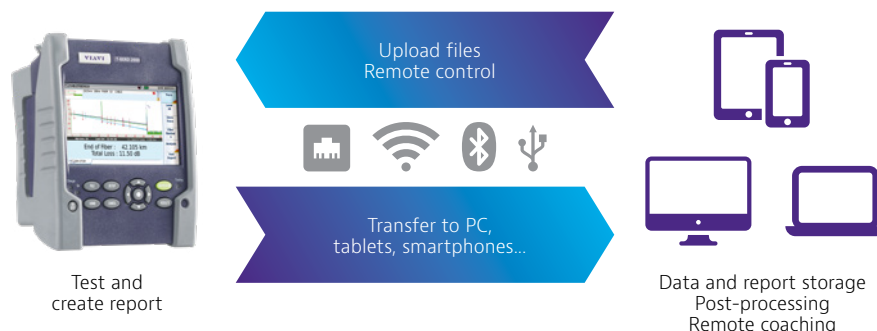 Upload files
Remote control
VIAVI
End of Fiber : 42.105 km
Total Loss : 11.50 dB
Transfer to PC,
tablets, smartphones...
Test and
create report
Data and report storage
Post-processing
Remote coaching